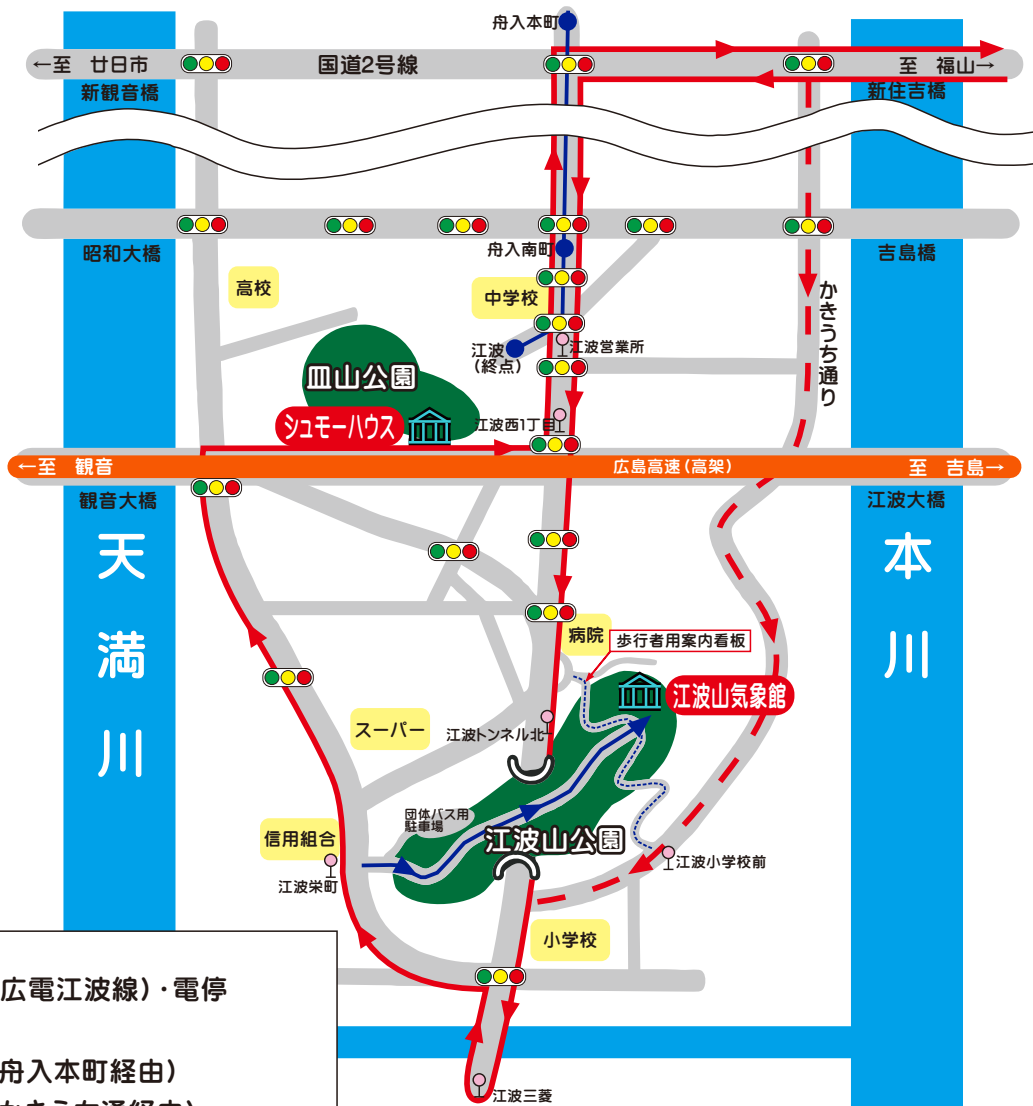 舟入本町
←至 廿日市
国道2号線
至 福山→
新観音橋
新住吉橋
昭和大橋
舟入南町
吉島橋
高校
中学校
かきうち通り
江波
(終点)
江波営業所
皿山公園
シュモーハウス
江波西1丁目
←至 観音
広島高速(高架)
至 吉島→
観音大橋
江波大橋
天満川
本川
病院
歩行者用案内看板
江波山気象館
スーパー
江波トンネル北
団体バス用
駐車場
江波山公園
信用組合
江波栄町
江波小学校前
小学校
広電江波線)・電停
舟入本町経由)
江波三菱